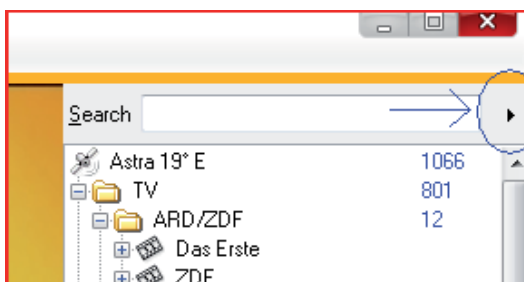 Search
Astra 19° E 1066
TV 801
ARD/ZDF 12
Das Erste
ZDF